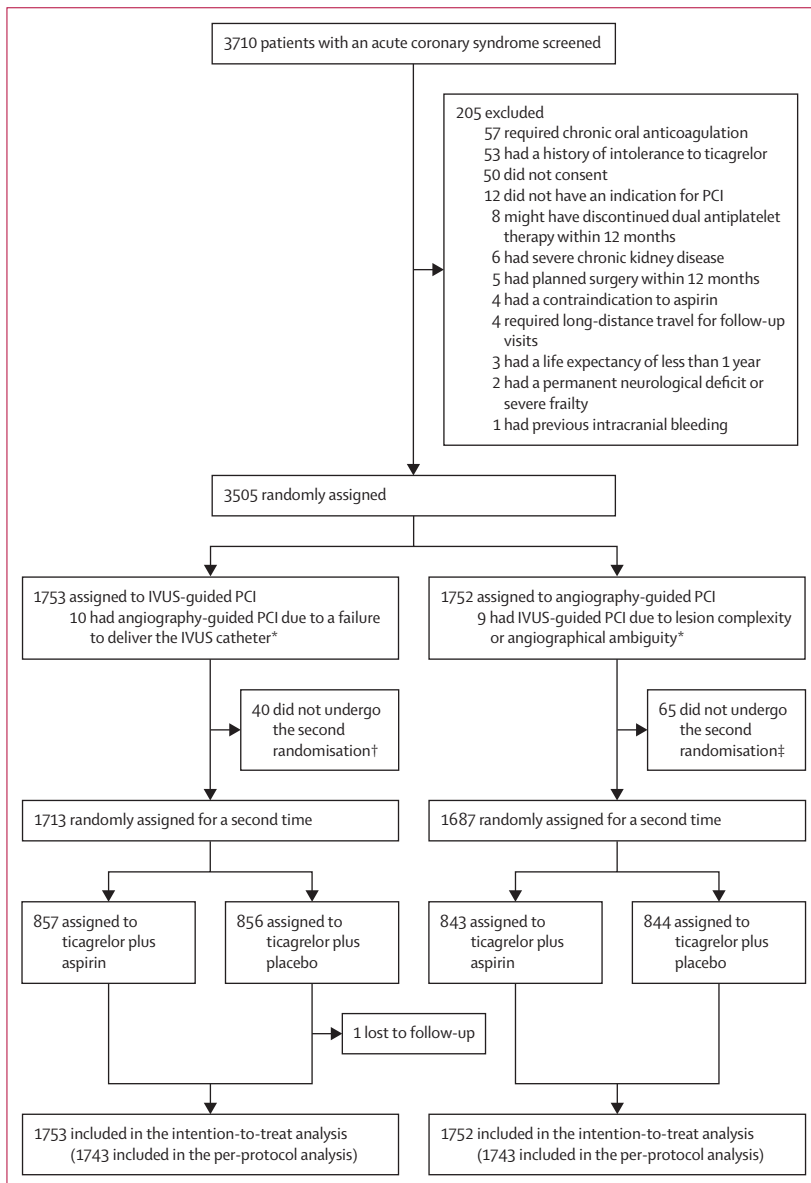 3710 patients with an acute coronary syndrome screened
205 excluded
57 required chronic oral anticoagulation
53 had a history of intolerance to ticagrelor
50 did not consent
12 did not have an indication for PCI
8 might have discontinued dual antiplatelet
therapy within 12 months
6 had severe chronic kidney disease
5 had planned surgery within 12 months
4 had a contraindication to aspirin
4 required long-distance travel for follow-up
visits
3 had a life expectancy of less than 1 year
2 had a permanent neurological deficit or
severe frailty
1 had previous intracranial bleeding
3505 randomly assigned
1753 assigned to IVUS-guided PCI
10 had angiography-guided PCI due to a failure
to deliver the IVUS catheter*
1752 assigned to angiography-guided PCI
9 had IVUS-guided PCI due to lesion complexity
or angiographical ambiguity*
40 did not undergo
the second
randomisation†
65 did not undergo
the second
randomisation‡
1713 randomly assigned for a second time
1687 randomly assigned for a second time
857 assigned to
ticagrelor plus
aspirin
856 assigned to
ticagrelor plus
placebo
843 assigned to
ticagrelor plus
aspirin
844 assigned to
ticagrelor plus
placebo
1 lost to follow-up
1753 included in the intention-to-treat analysis
(1743 included in the per-protocol analysis)
1752 included in the intention-to-treat analysis
(1743 included in the per-protocol analysis)